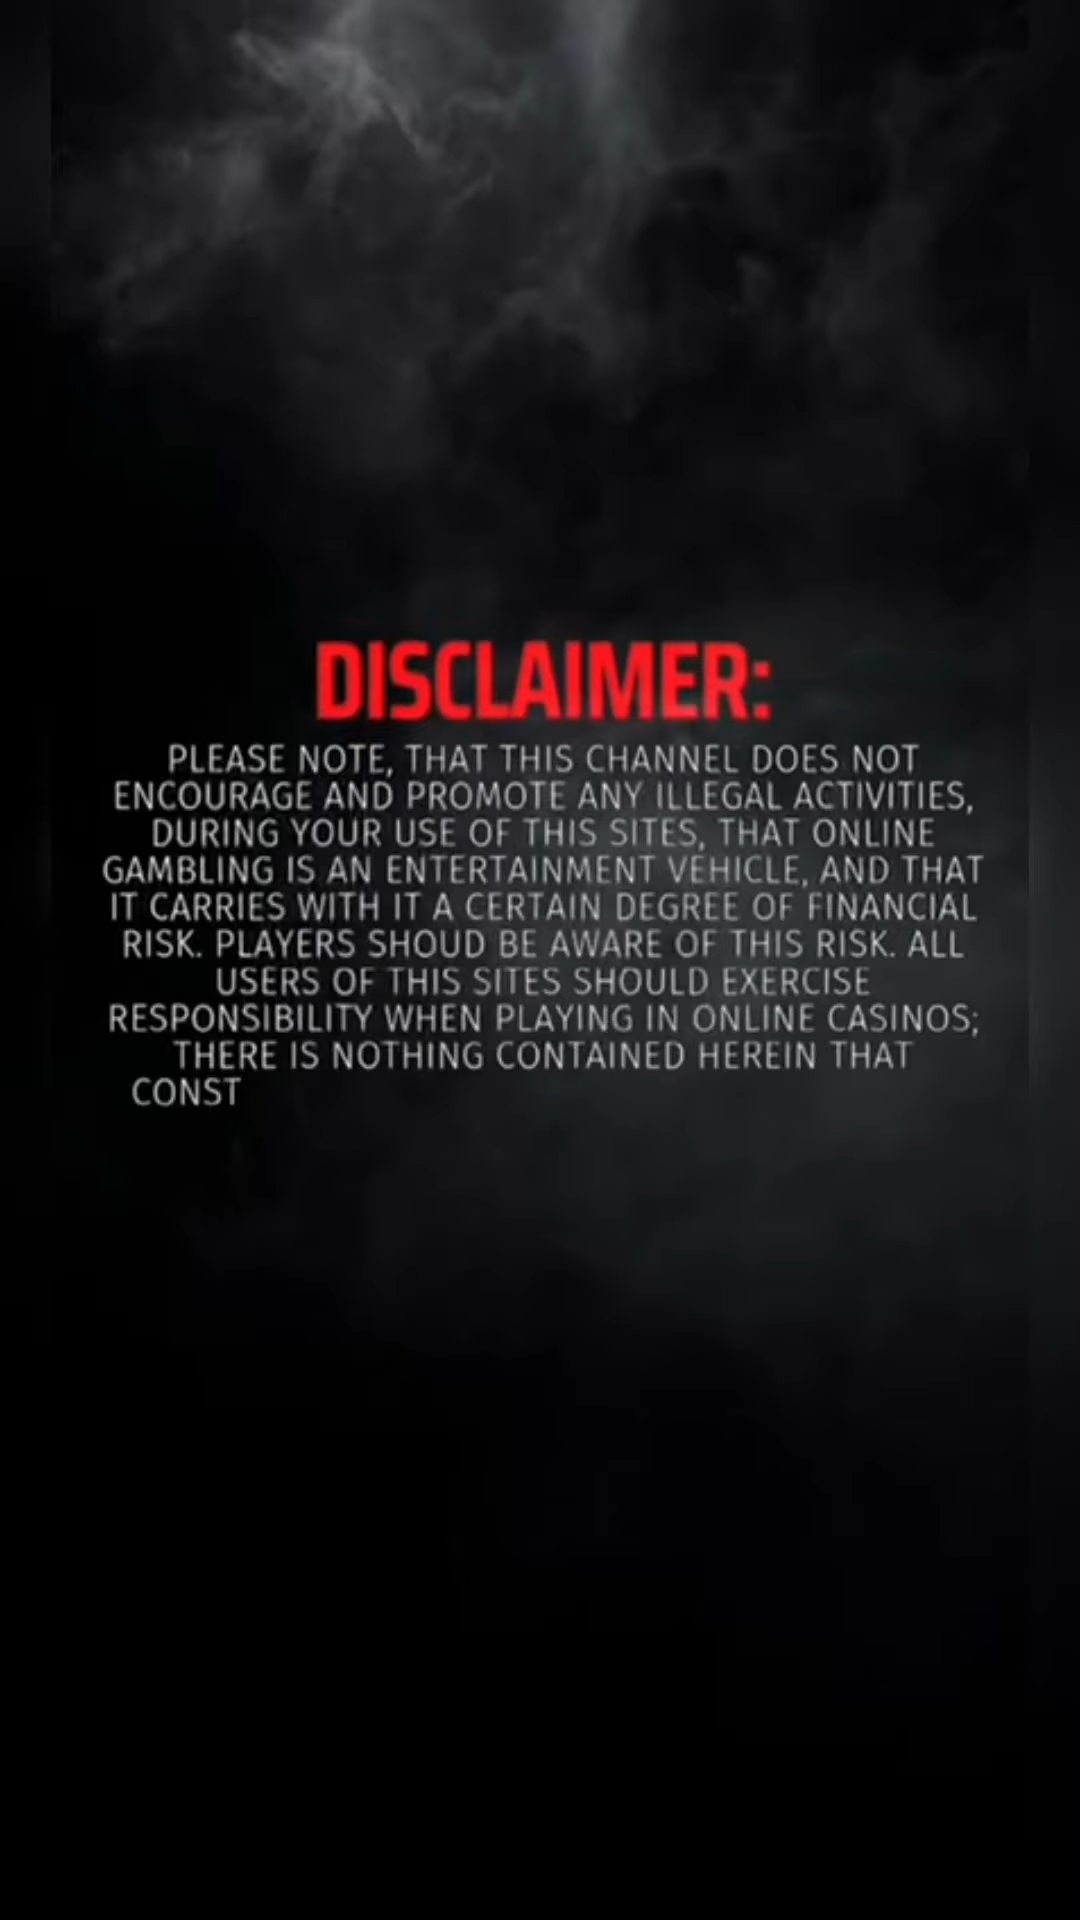 DISCLAIMER:
PLEASE NOTE, THAT THIS CHANNEL DOES NOT
ENCOURAGE AND PROMOTE ANY ILLEGAL ACTIVITIES,
DURING YOUR USE OF THIS SITES, THAT ONLINE
GAMBLING IS AN ENTERTAINMENT VEHICLE, AND THAT
IT CARRIES WITH IT A CERTAIN DEGREE OF FINANCIAL
RISK. PLAYERS SHOUD BE AWARE OF THIS RISK. ALL
USERS OF THIS SITES SHOULD EXERCISE
RESPONSIBILITY WHEN PLAYING IN ONLINE CASINOS;
THERE IS NOTHING CONTAINED HEREIN THAT
CONST